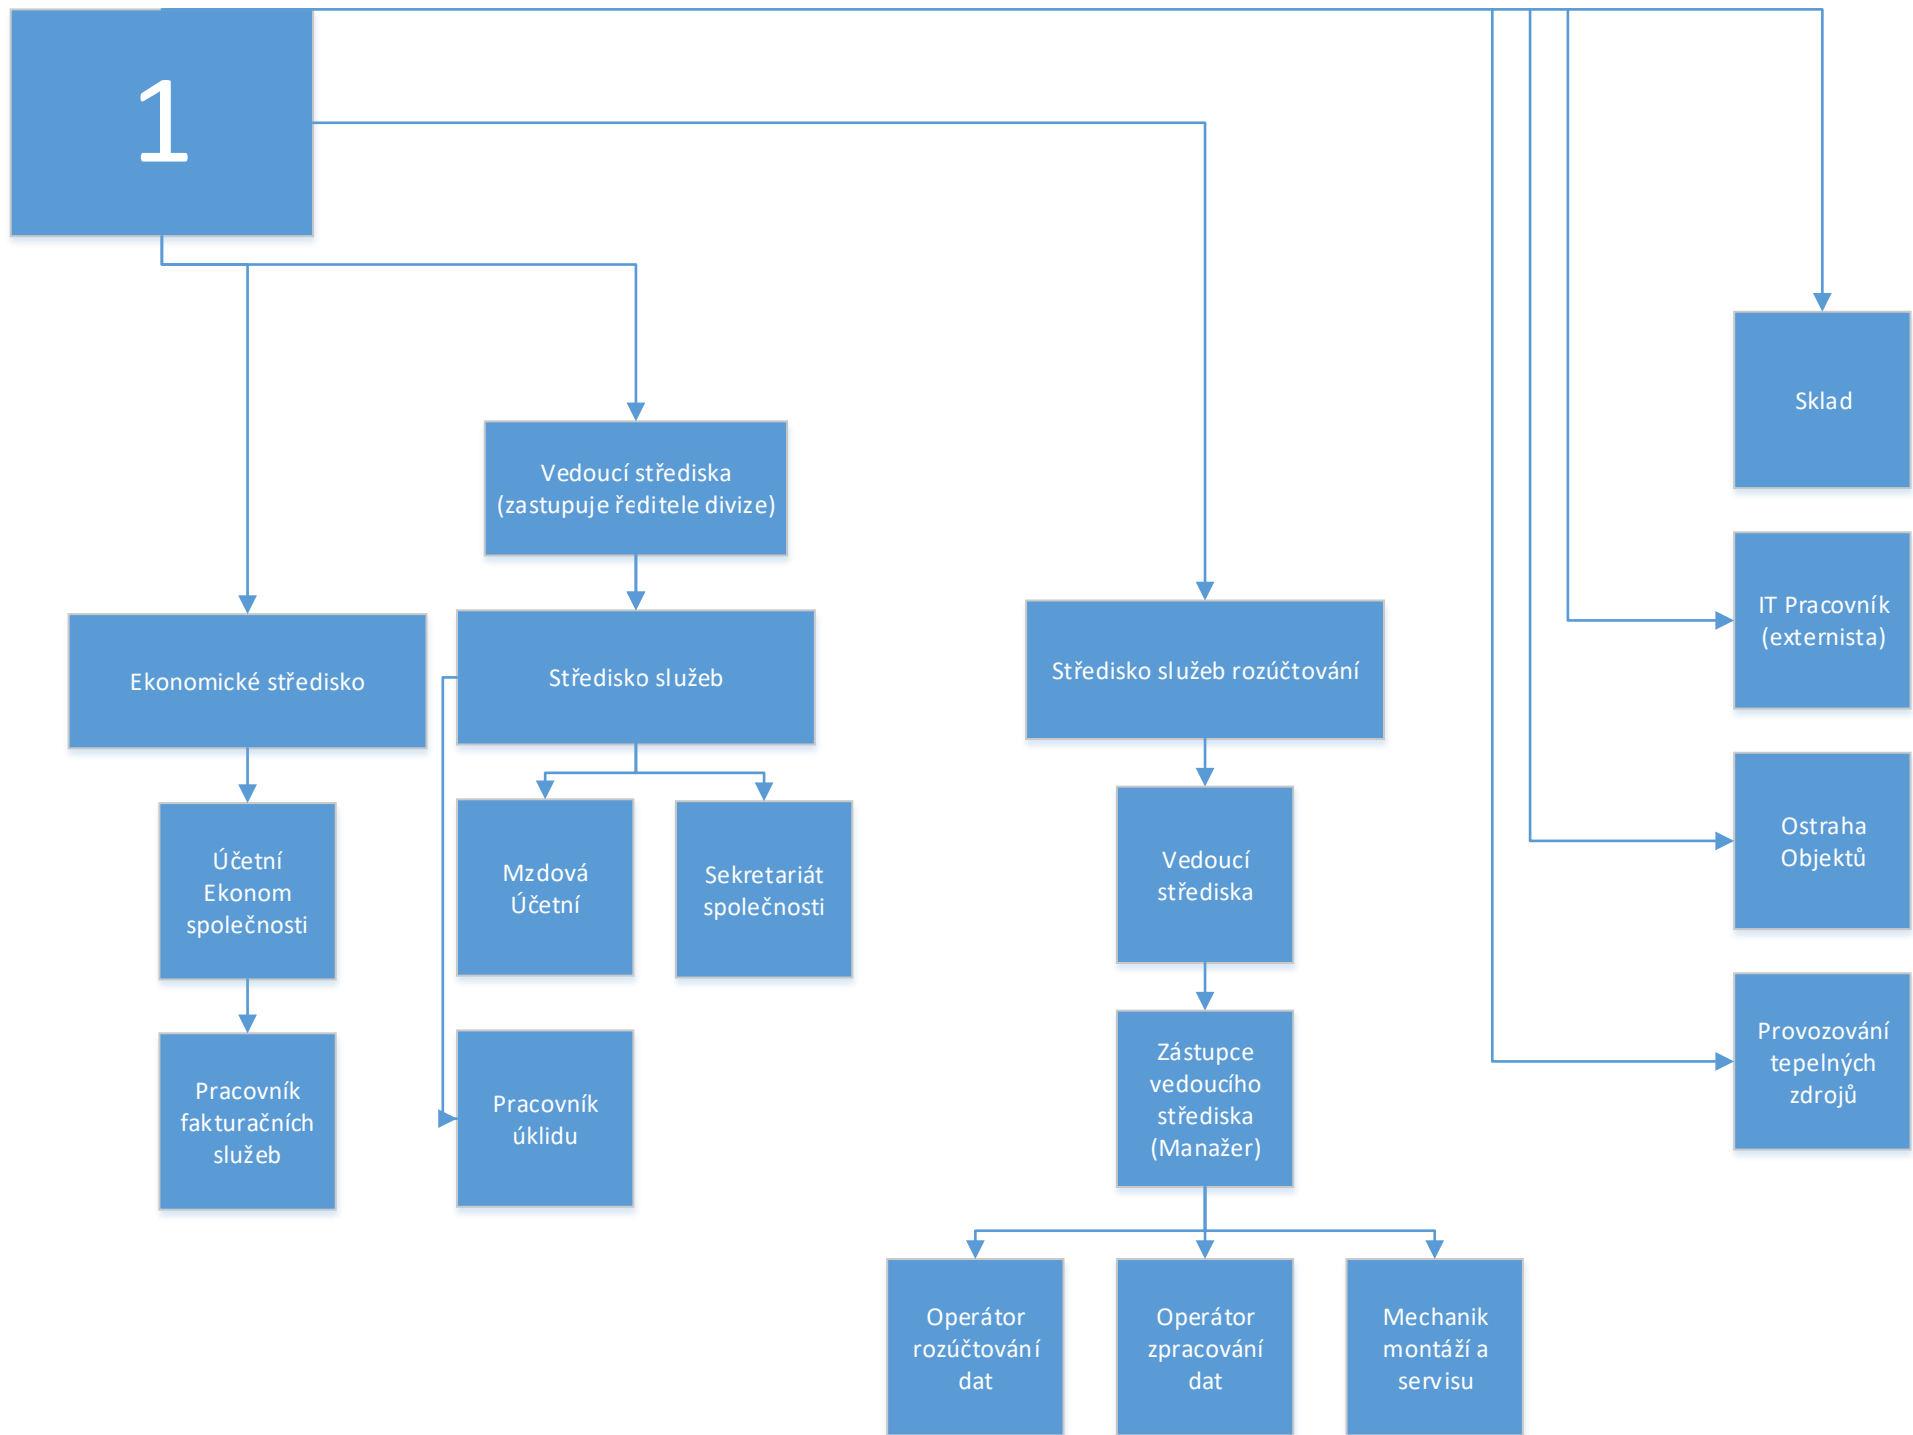 1
Sklad
Vedoucí střediska
(zastupuje ředitele divize)
IT Pracovník
(externista)
Ekonomické středisko
Středisko služeb
Středisko služeb rozúčtování
Účetní
Ekonom
společnosti
Mzdová
Účetní
Sekretariát
společnosti
Vedoucí
střediska
Ostraha
Objektů
Pracovník
fakturačních
služeb
Pracovník
úklidu
Zástupce
vedoucího
střediska
(Manažer)
Provozování
tepelných
zdrojů
Operátor
rozúčtování
dat
Operátor
zpracování
dat
Mechanik
montáží a
servisu